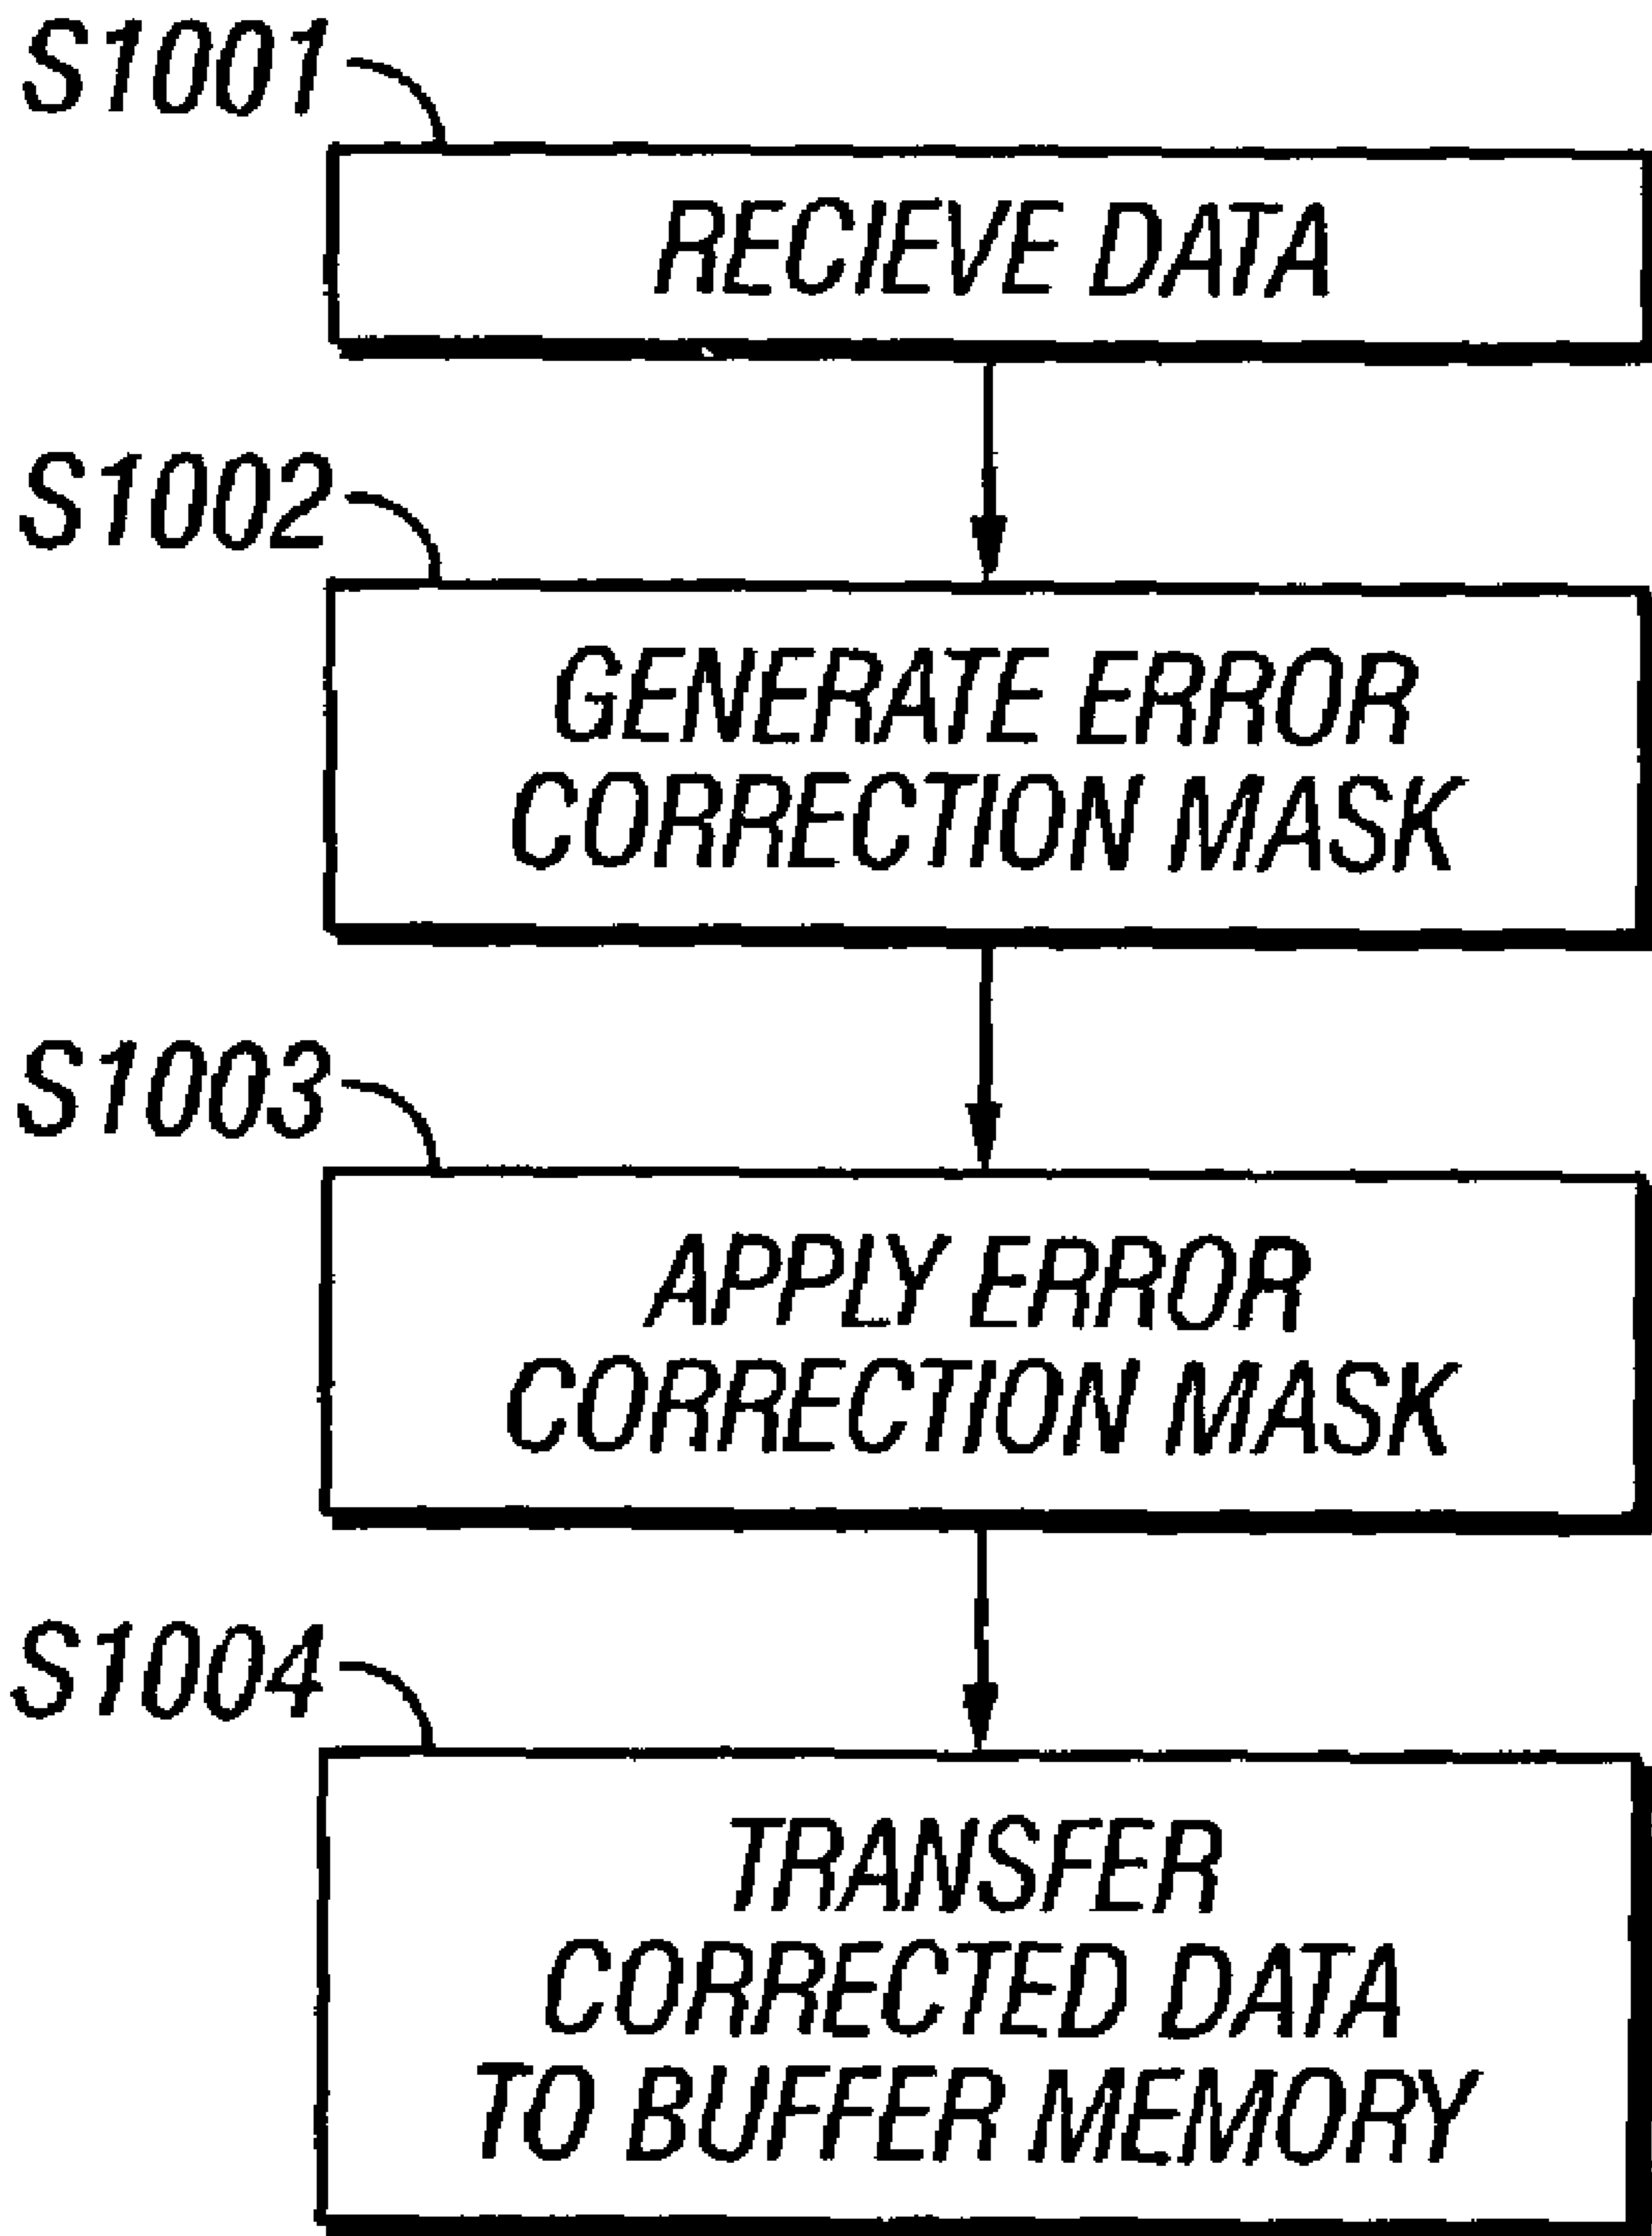 S1001
RECIEVE DATA
S1002
GENERATE ERROR
CORRECTION MASK
S1003
APPLY ERROR
CORRECTION MASK
S1004
TRANSFER
CORRECTED DATA
TO BUFFER MEMORY